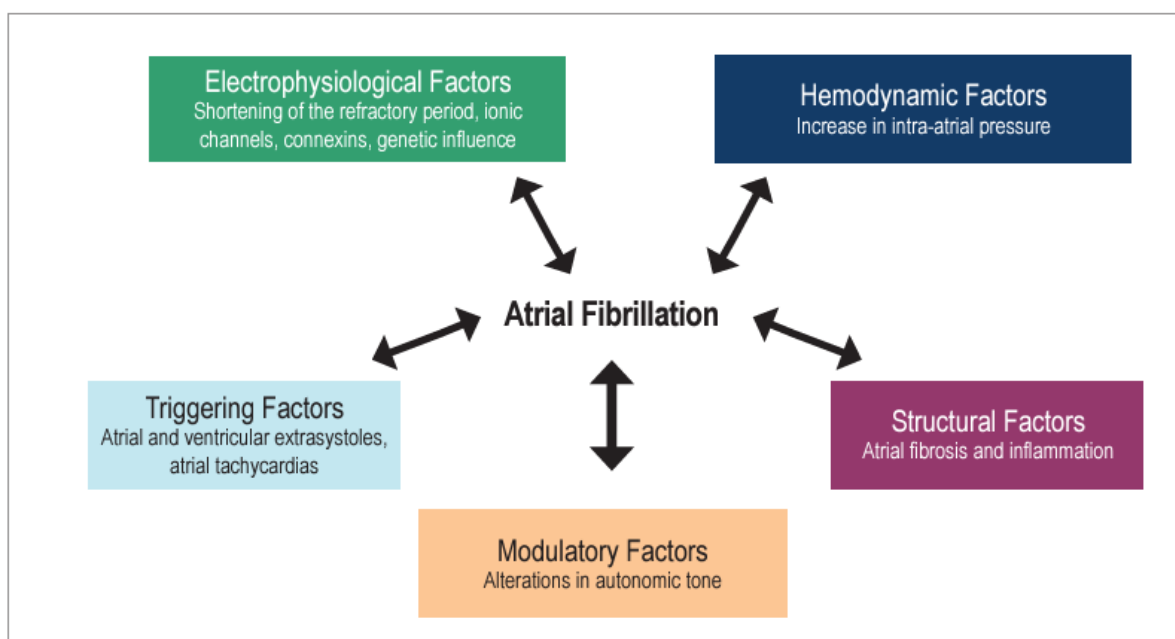 Electrophysiological Factors
Shortening of the refractory period, ionic
channels, connexins, genetic influence
Hemodynamic Factors
Increase in intra-atrial pressure
Atrial Fibrillation
Triggering Factors
Atrial and ventricular extrasystoles,
atrial tachycardias
Structural Factors
Atrial fibrosis and inflammation
Modulatory Factors
Alterations in autonomic tone